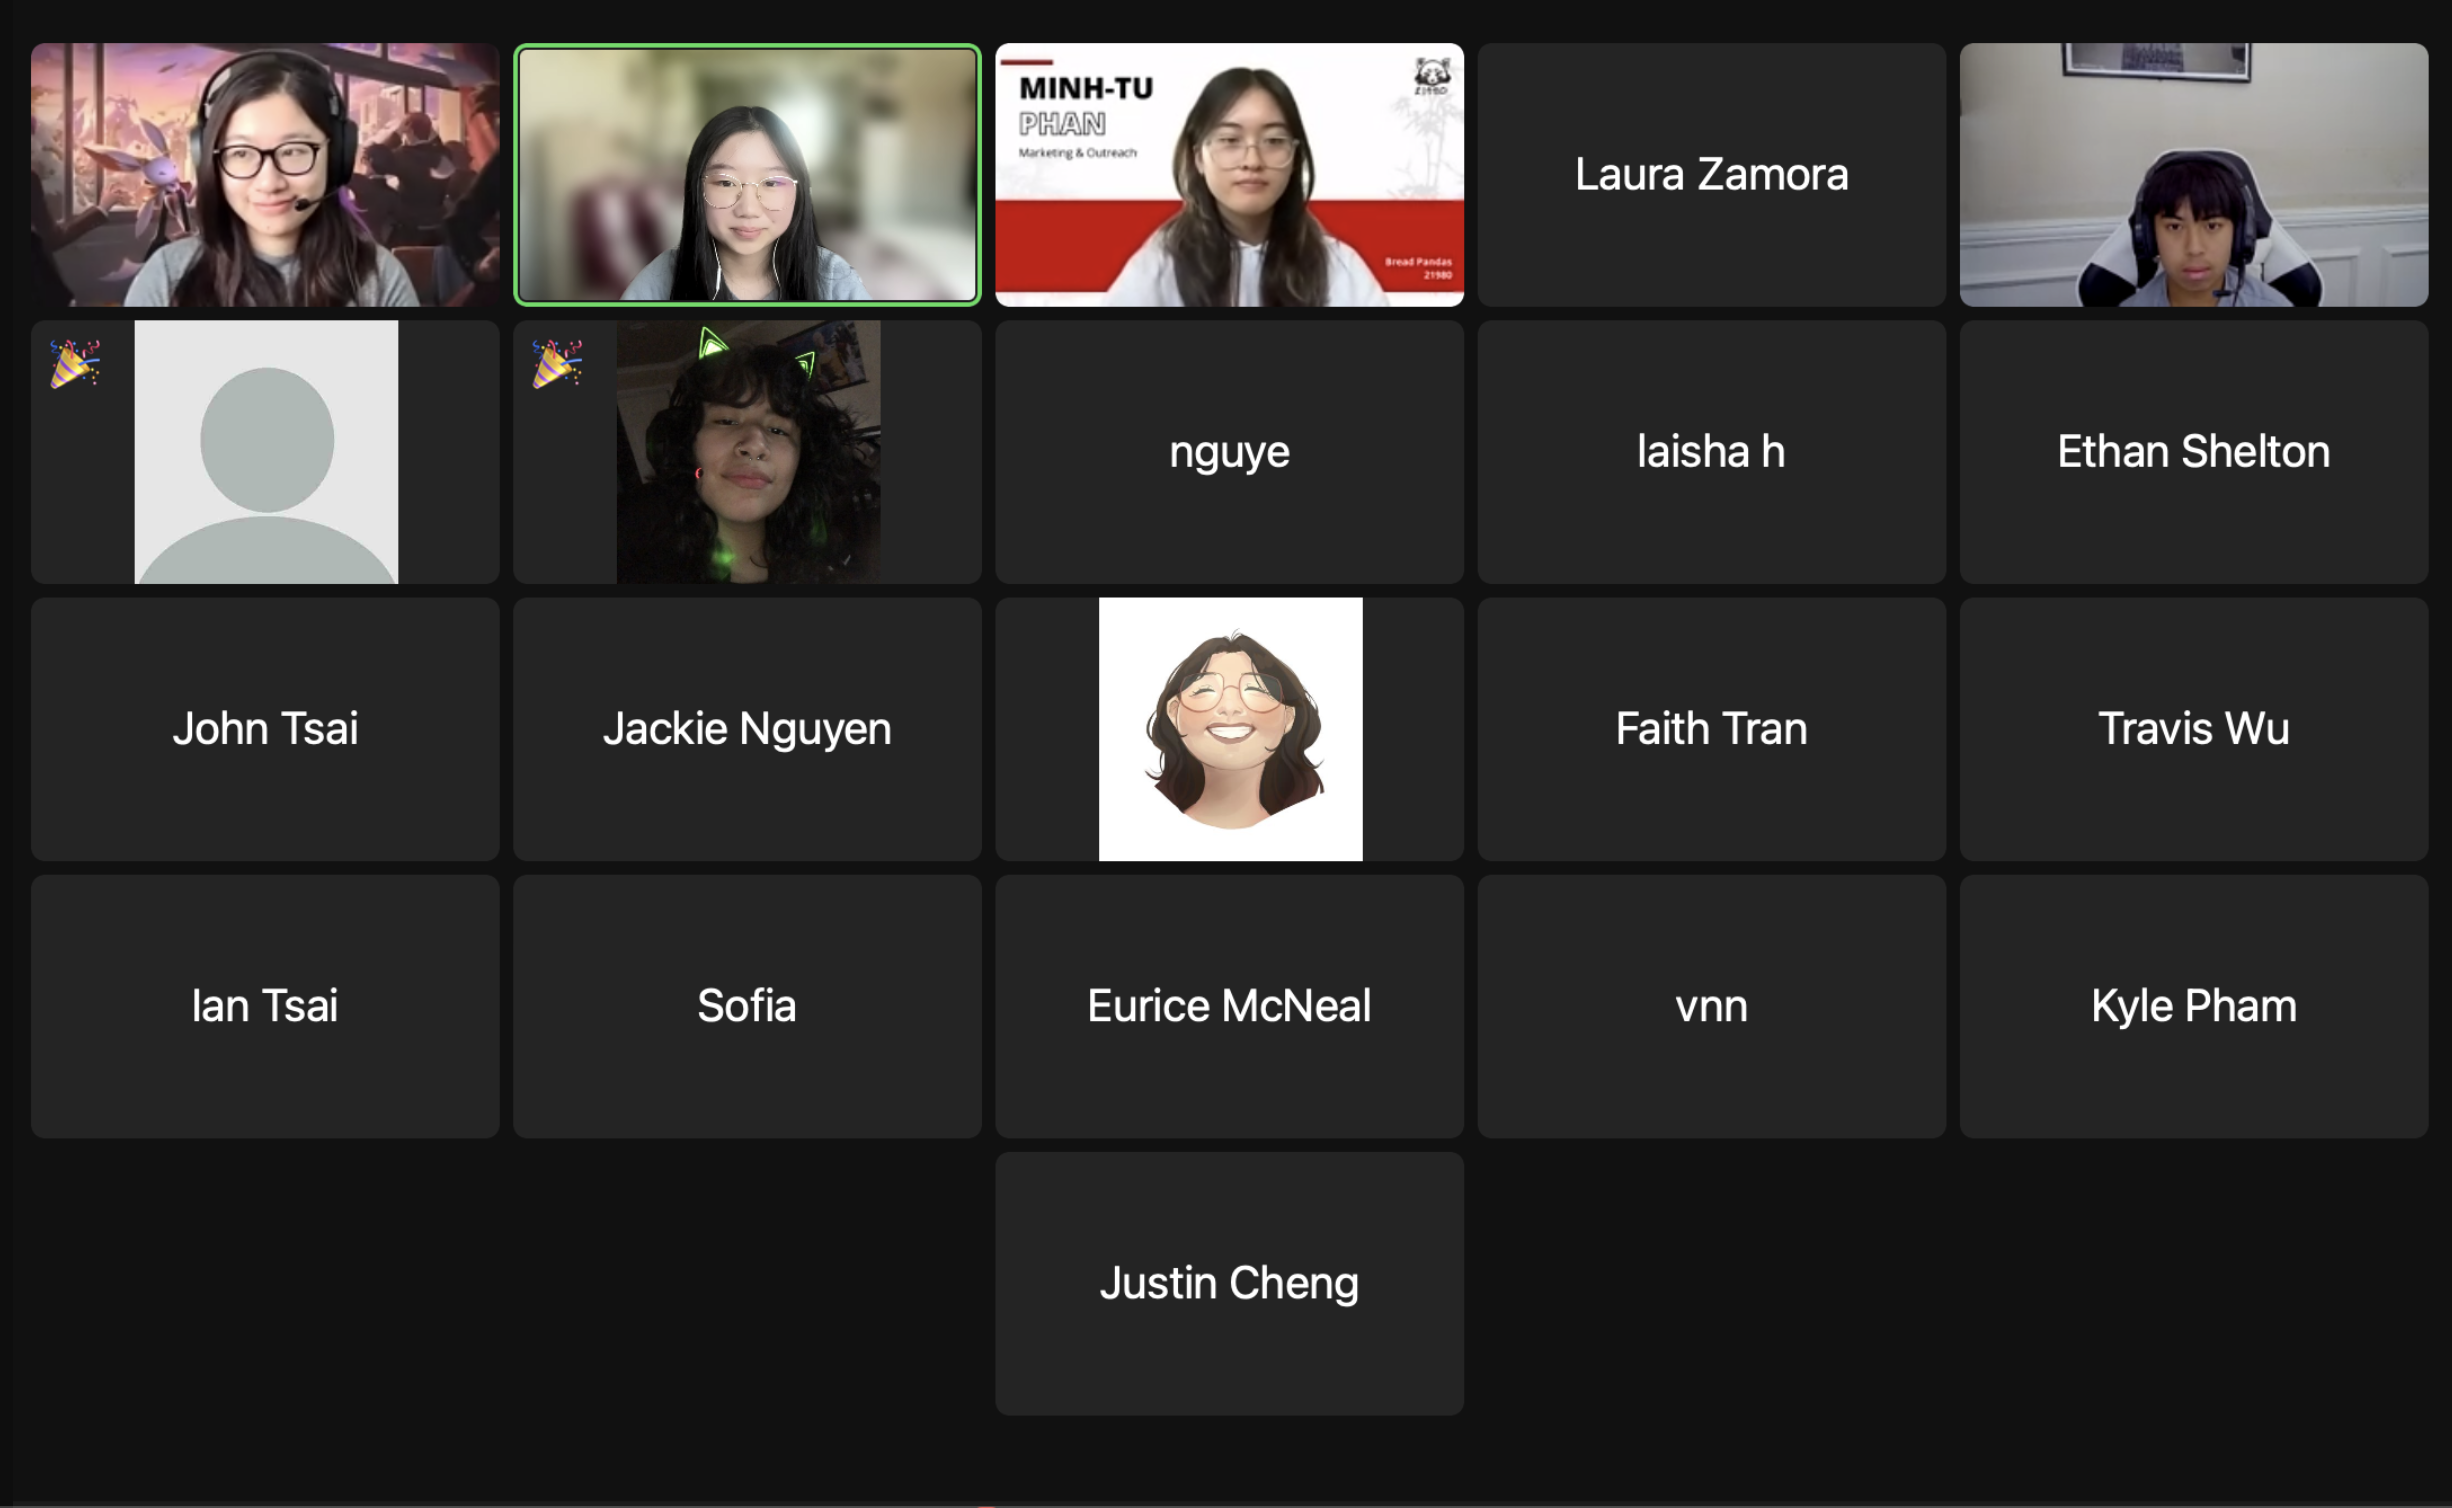 MINH-TU
PHAN
Marketing & Outreach
21980
Bread Pandas
21980
Laura Zamora
nguye
laisha h
Ethan Shelton
John Tsai
Jackie Nguyen
Faith Tran
Travis Wu
Ian Tsai
Sofia
Eurice McNeal
vnn
Kyle Pham
Justin Cheng